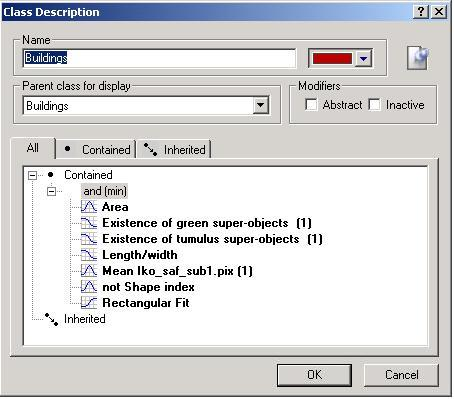 Class Description
Name
Buildings
Parent class for display
Buildings
Modifiers
Abstract Inactive
All Contained Inherited
Contained
and (min)
Area
Existence of green super-objects (1)
Existence of tumulus super-objects (1)
Length/width
Mean Iko_saf_sub1.pix (1)
not Shape index
Rectangular Fit
Inherited
OK Cancel